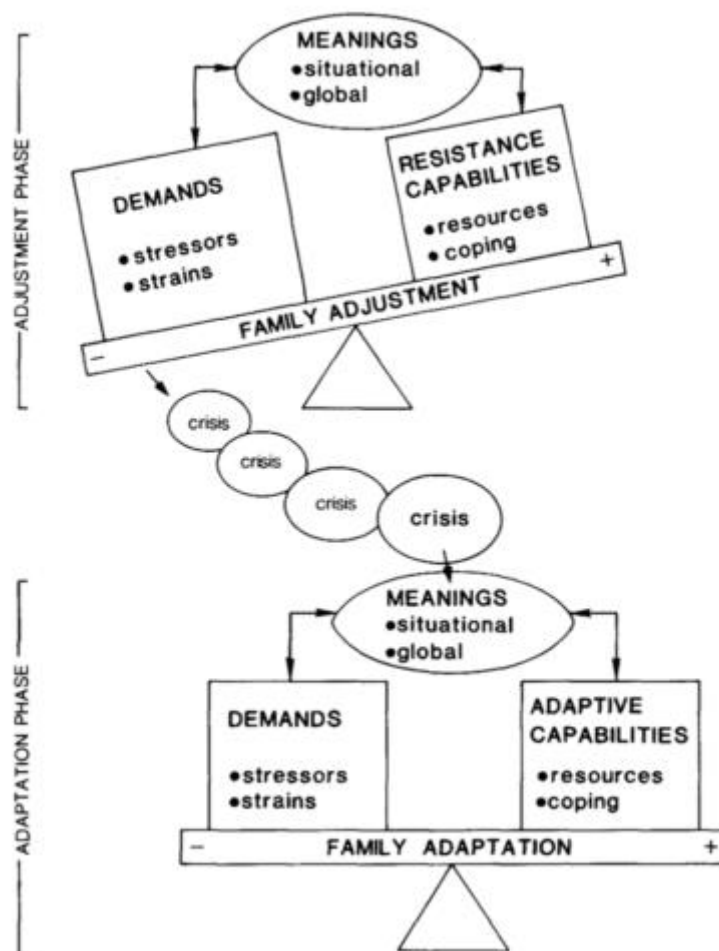 ADJUSTMENT PHASE
MEANINGS
•situational
•global
DEMANDS
•stressors
•strains
RESISTANCE
CAPABILITIES
•resources
•coping
- FAMILY ADJUSTMENT +
crisis
crisis
crisis
crisis
ADAPTATION PHASE
MEANINGS
•situational
•global
DEMANDS
•stressors
•strains
ADAPTIVE
CAPABILITIES
•resources
•coping
- FAMILY ADAPTATION +